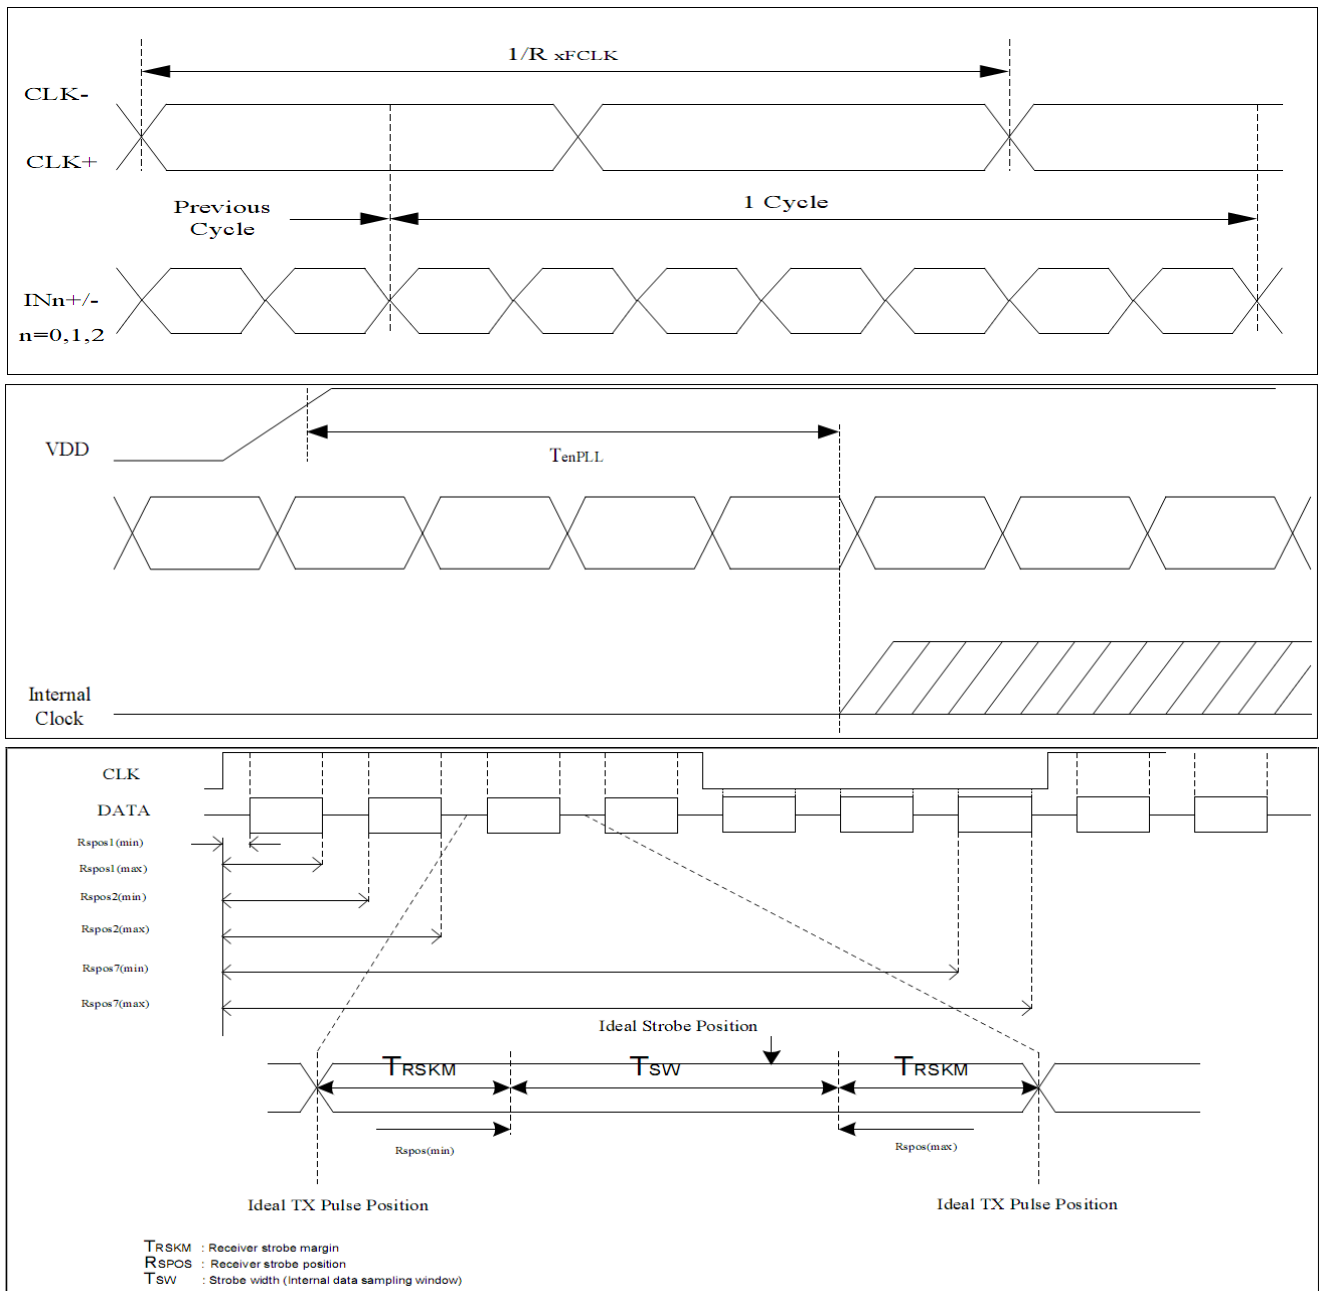 1/R xFCLK
CLK-
CLK+
Previous
Cycle
1 Cycle
INn+/-
n=0,1,2
VDD
TenPLL
Internal
Clock
CLK
DATA
Rspos1(min)
Rspos1(max)
Rspos2(min)
Rspos2(max)
Rspos7(min)
Rspos7(max)
Ideal Strobe Position
TRSKM
TSW
TRSKM
Rspos(min)
Rspos(max)
Ideal TX Pulse Position
Ideal TX Pulse Position
TRSKM : Receiver strobe margin
RSPOS : Receiver strobe position
TSW : Strobe width (Internal data sampling window)